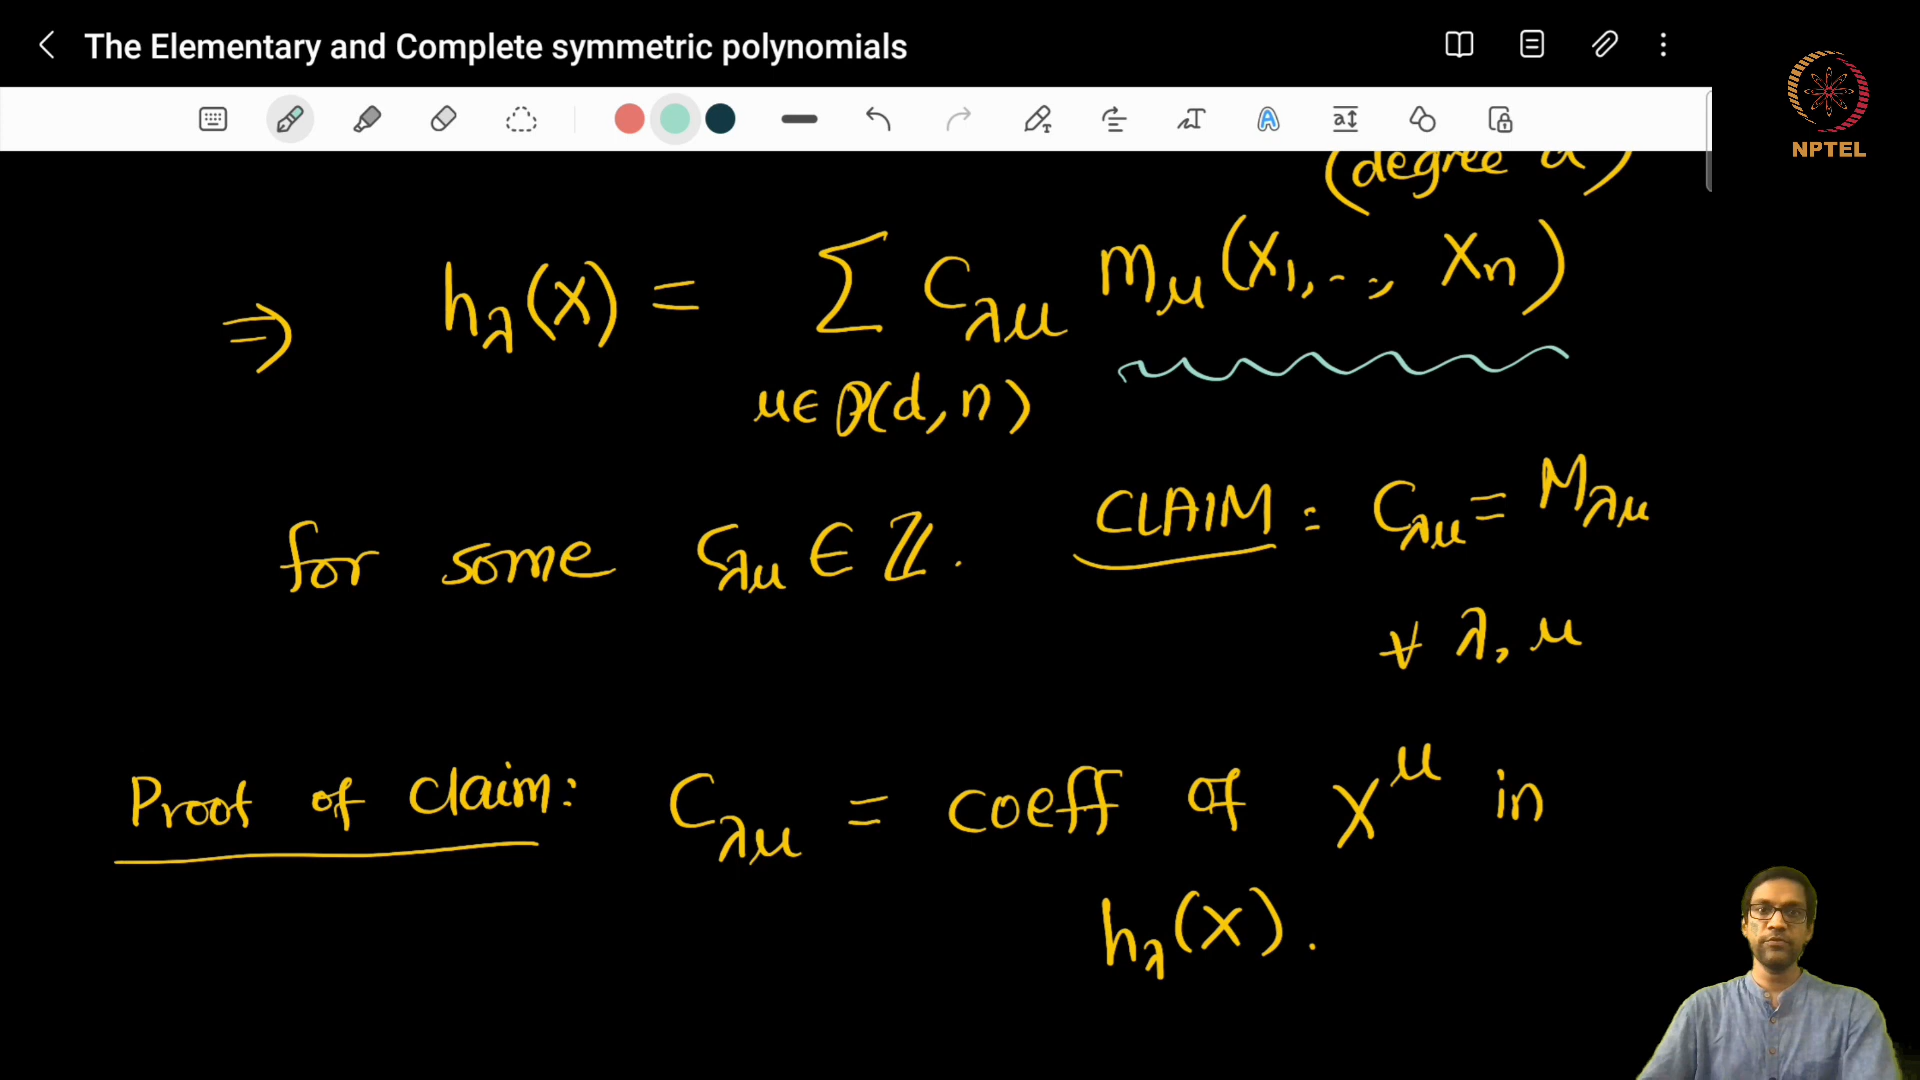 The Elementary and Complete symmetric polynomials
NPTEL
(degree d)
⇒ hλ(x) = Σ Cλμ mμ(x1,..., xn)
μ∈ P(d,n)
for some Cλμ ∈ ℤ. CLAIM: Cλμ = Mλμ
∀ λ, μ
Proof of claim: Cλμ = coeff of x^μ in
hλ(x).